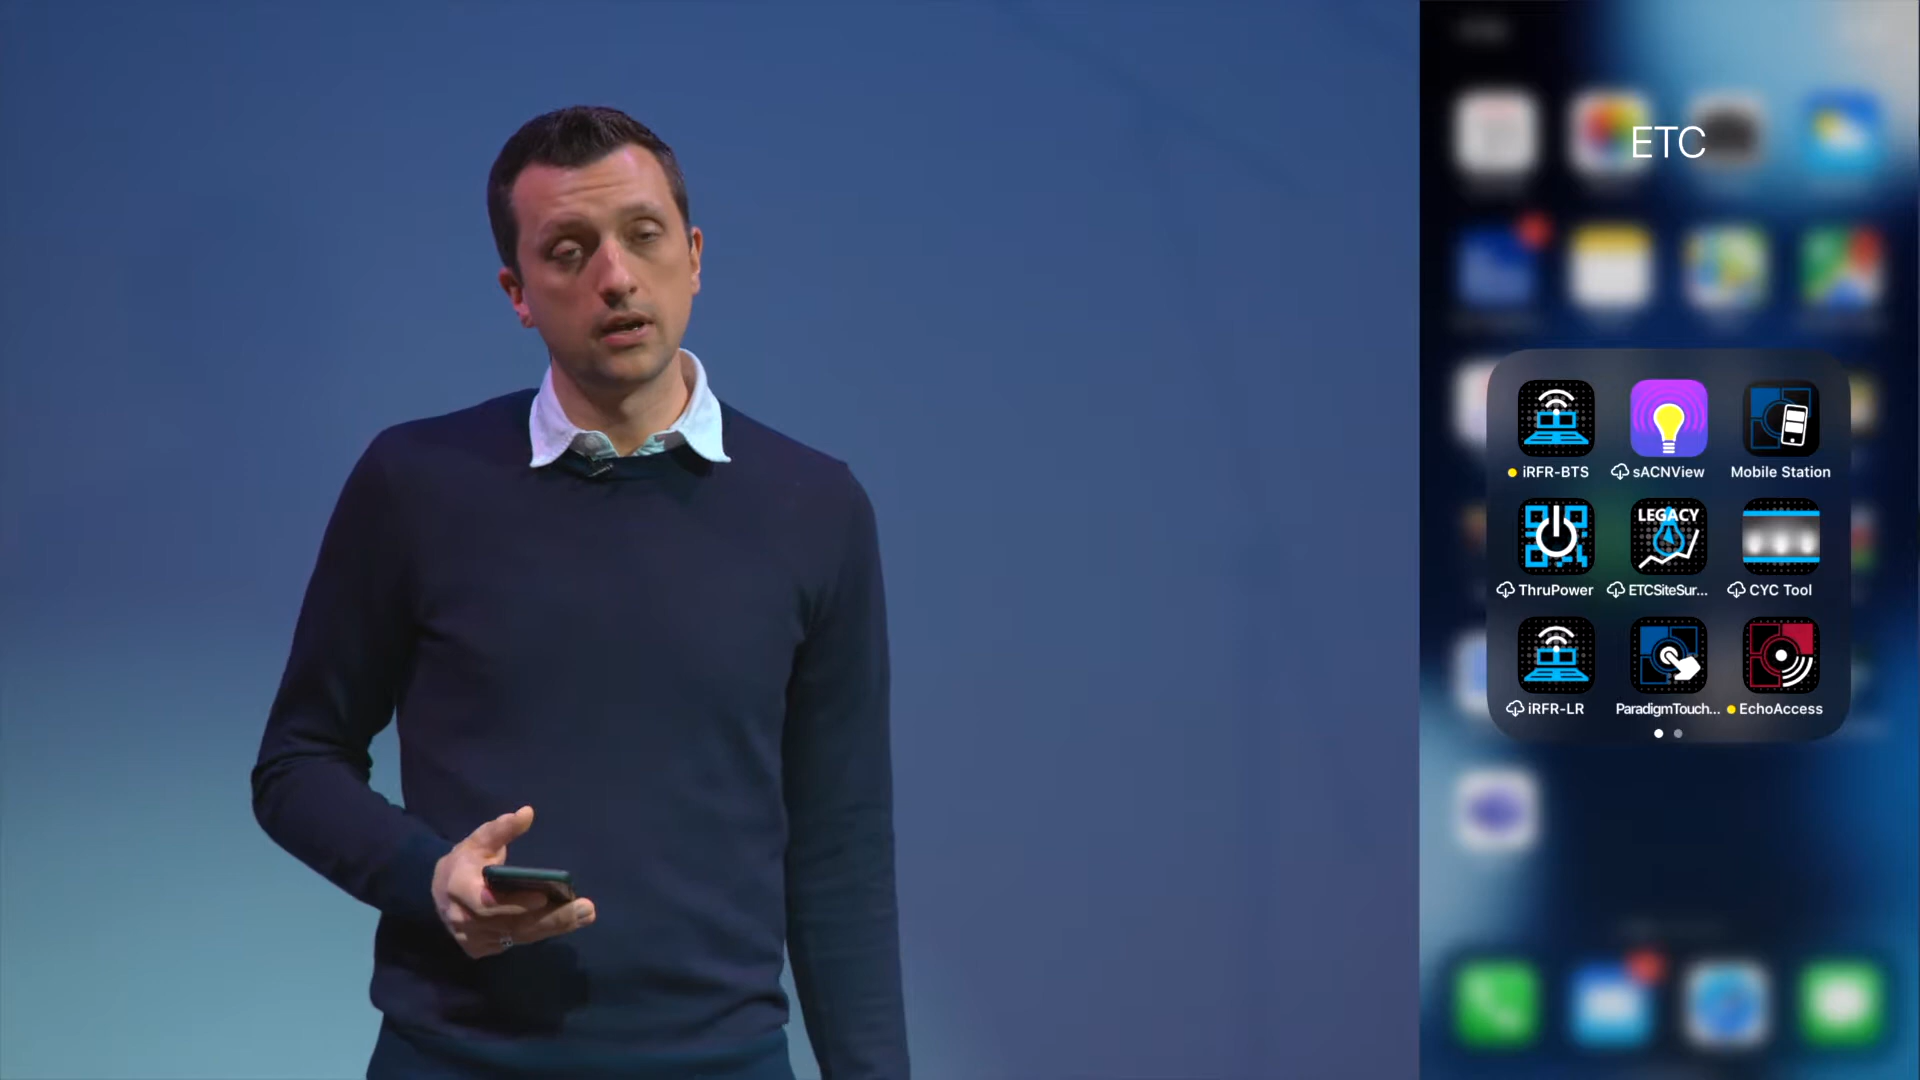 ETC
iRFR-BTS
sACNView
Mobile Station
LEGACY
ThruPower
ETCSiteSur...
CYC Tool
iRFR-LR
ParadigmTouch...
EchoAccess